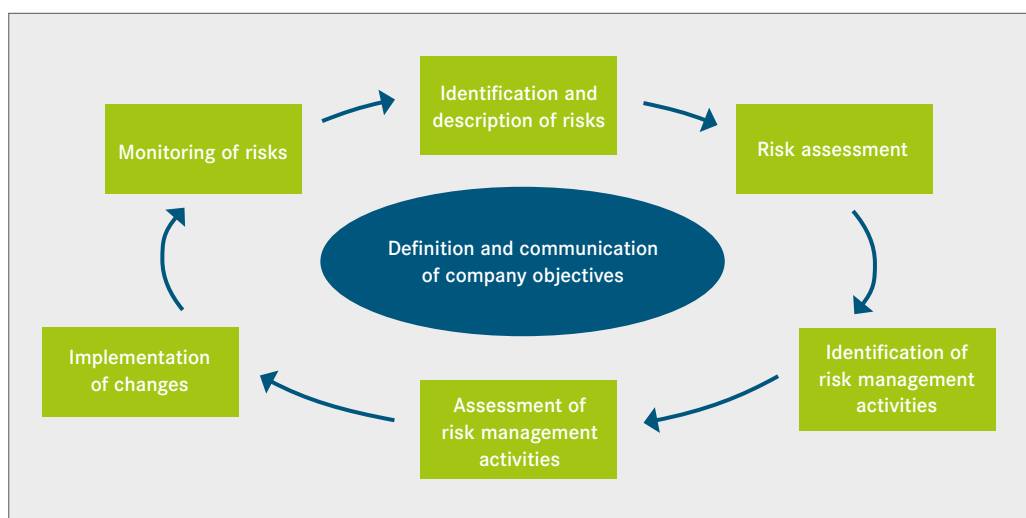 Identification and
description of risks
Monitoring of risks
Risk assessment
Definition and communication
of company objectives
Implementation
of changes
Identification of
risk management
activities
Assessment of
risk management
activities